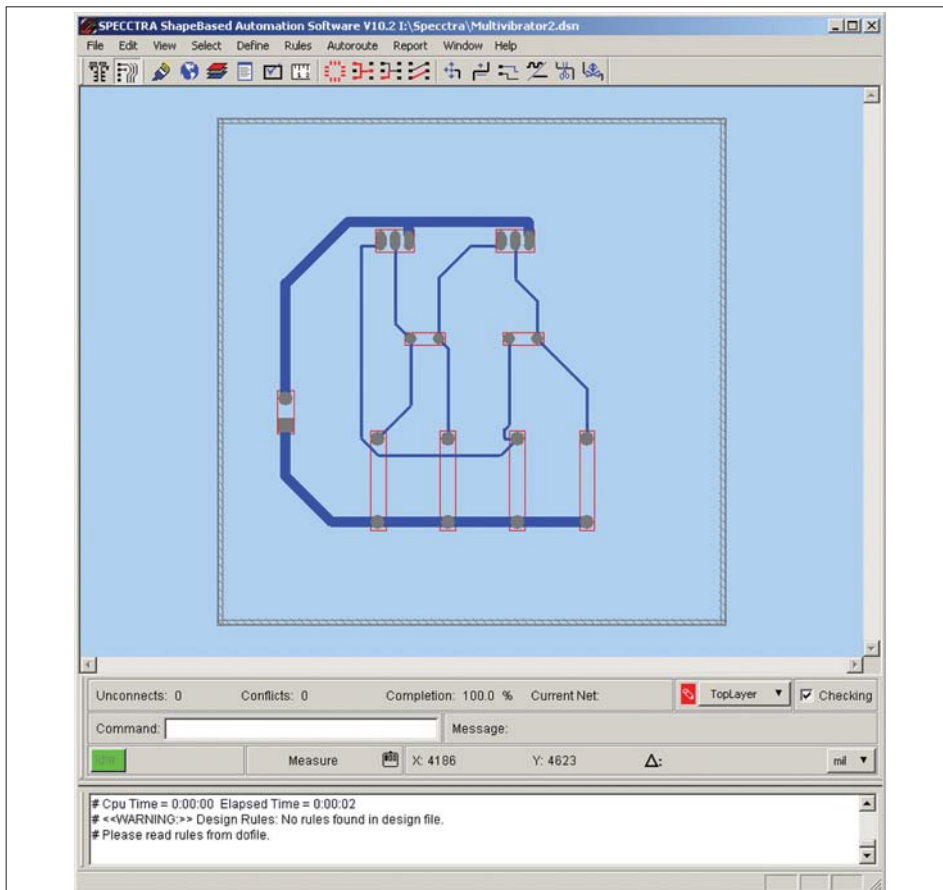 SPECCTRA ShapeBased Automation Software V10.2 I:\Specctra\Multivibrator2.dsn
File Edit View Select Define Rules Autoroute Report Window Help
Unconnects: 0 Conflicts: 0 Completion: 100.0 % Current Net: TopLayer Checking
Command: Message:
Idle Measure X: 4186 Y: 4623 Δ: mil
# Cpu Time = 0:00:00 Elapsed Time = 0:00:02
# <<WARNING:>> Design Rules: No rules found in design file.
# Please read rules from dofile.